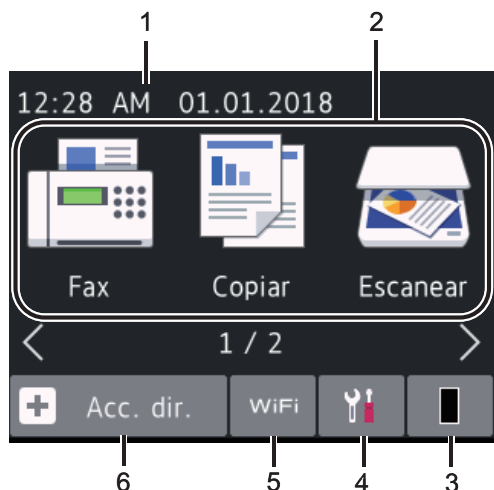 1 2
12:28 AM 01.01.2018
Fax Copiar Escanear
1 / 2
Acc. dir. WiFi
6 5 4 3